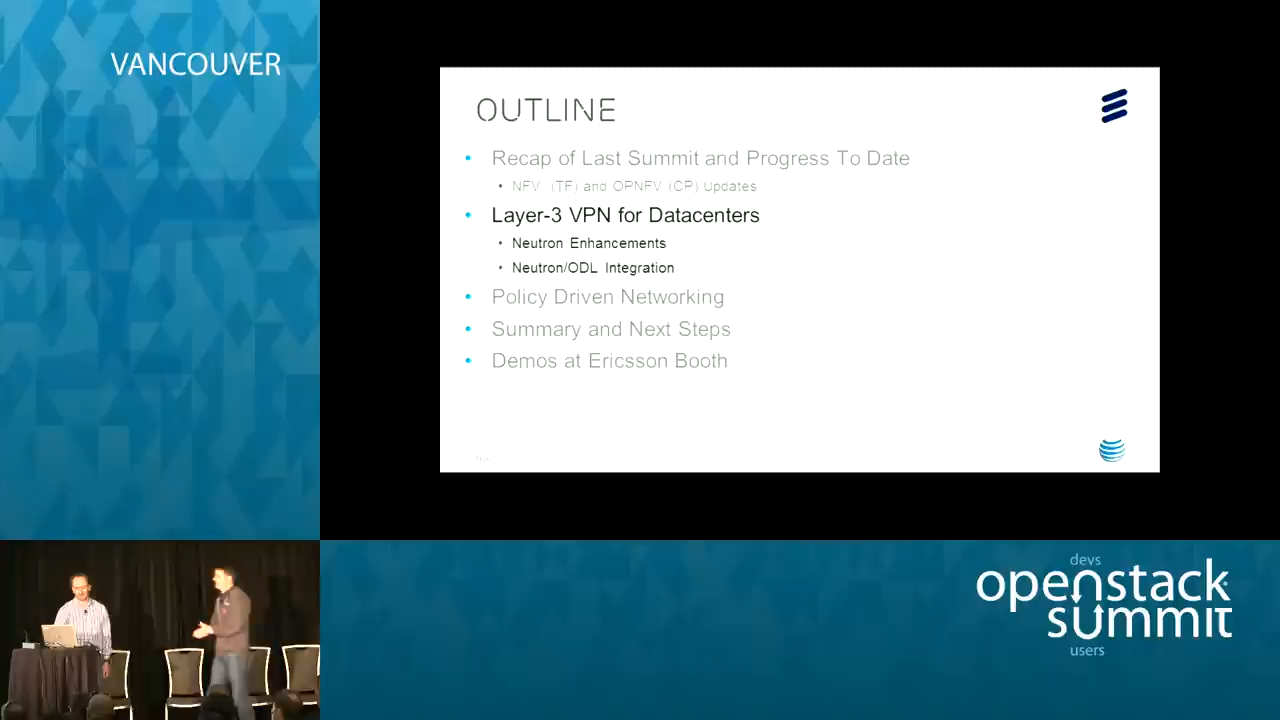 VANCOUVER
OUTLINE
• Recap of Last Summit and Progress To Date
• NFV (TF) and OPNFV (CP) Updates
• Layer-3 VPN for Datacenters
• Neutron Enhancements
• Neutron/ODL Integration
• Policy Driven Networking
• Summary and Next Steps
• Demos at Ericsson Booth
devs
openstack
summit
users